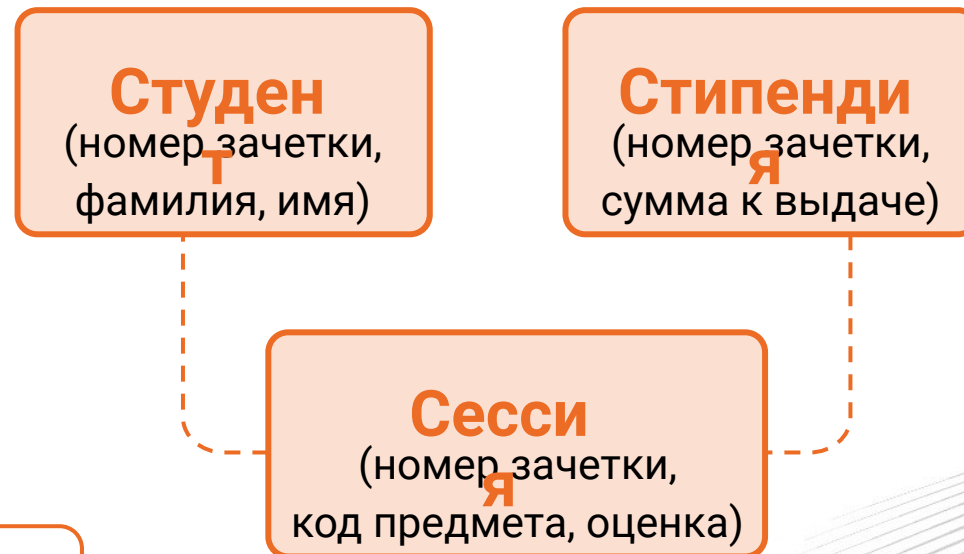 Студен
т
(номер зачетки,
фамилия, имя)
Стипенди
я
(номер зачетки,
сумма к выдаче)
Сесси
я
(номер зачетки,
код предмета, оценка)